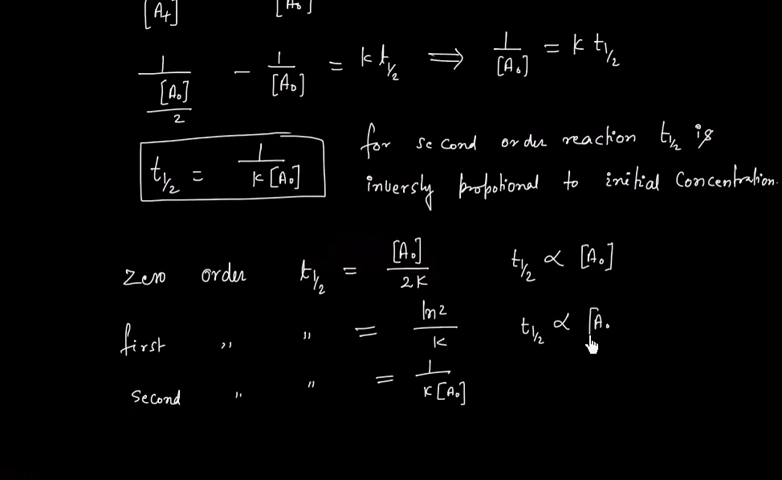 [At] [A0]
1/([A0]/2) - 1/[A0] = k t1/2 ⟹ 1/[A0] = k t1/2
t1/2 = 1/K[A0] for second order reaction t1/2 is
inversly propotional to initial concentration.
Zero order t1/2 = [A0]/2K t1/2 ∝ [A0]
first ,, ,, = ln2/K t1/2 ∝ [A0
second ,, ,, = 1/K[A0]